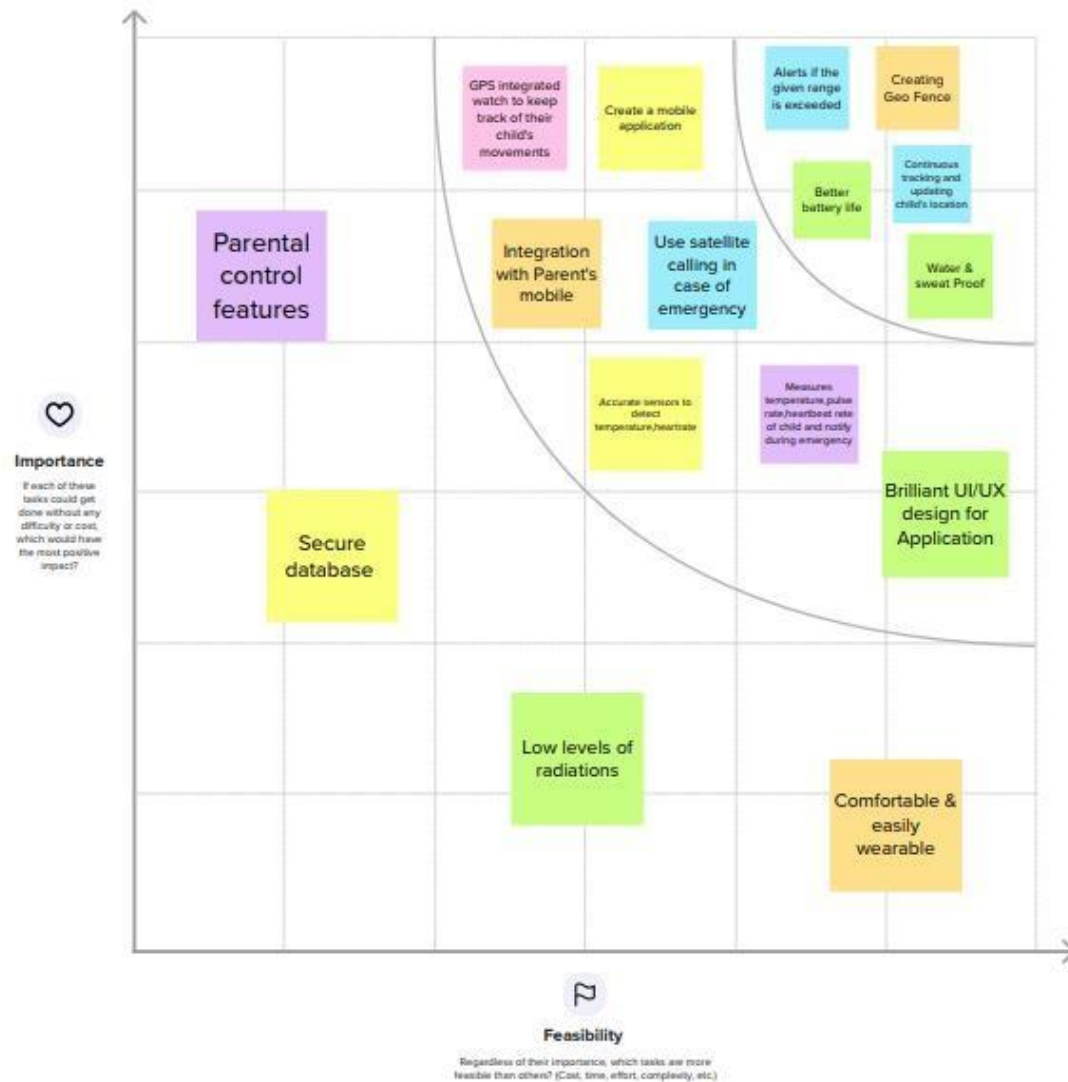 GPS integrated
watch to keep
track of their
child's
movements
Create a mobile
application
Alerts if the
given range
is exceeded
Creating
Geo Fence
Better
battery life
Continuous
tracking and
updating
child's location
Parental
control
features
Integration
with Parent's
mobile
Use satellite
calling in
case of
emergency
Water &
sweat Proof
Accurate sensors to
detect
temperature,heartrate
Measures
temperature,pulse
rate,heartbeat rate
of child and notify
during emergency
Importance
If each of these
tasks could get
done without any
difficulty or cost,
which would have
the most positive
impact?
Brilliant UI/UX
design for
Application
Secure
database
Low levels of
radiations
Comfortable &
easily
wearable
Feasibility
Regardless of their importance, which tasks are more
feasible than others? (Cost, time, effort, complexity, etc.)